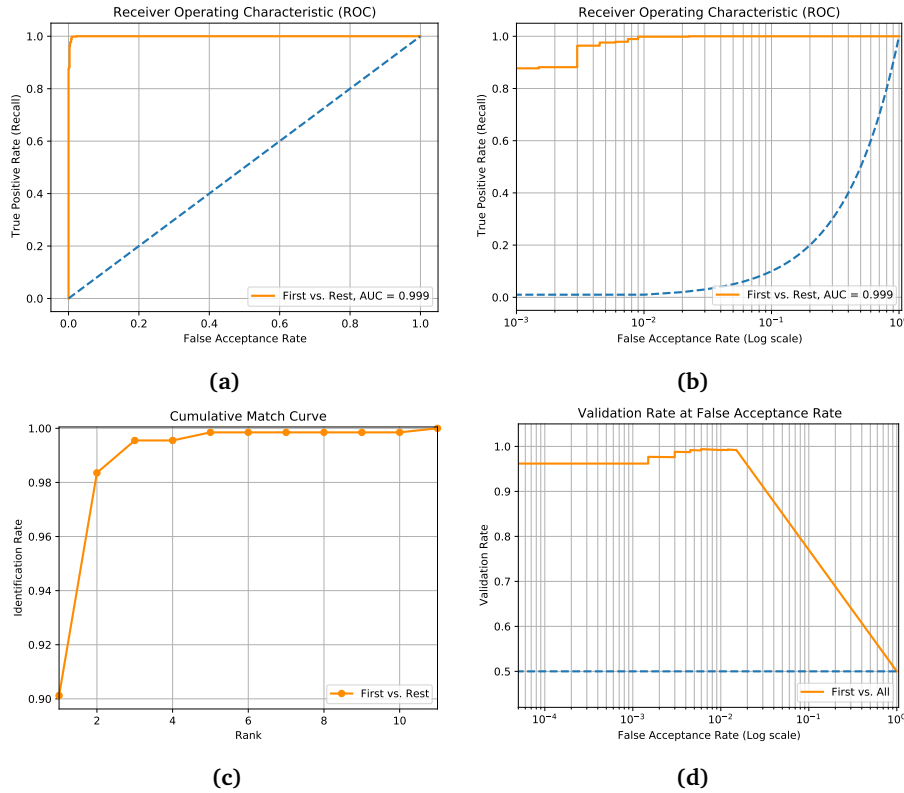 Receiver Operating Characteristic (ROC)
True Positive Rate (Recall)
1.0
0.8
0.6
0.4
0.2
0.0
First vs. Rest, AUC = 0.999
0.0 0.2 0.4 0.6 0.8 1.0
False Acceptance Rate
(a)
Receiver Operating Characteristic (ROC)
True Positive Rate (Recall)
1.0
0.8
0.6
0.4
0.2
0.0
First vs. Rest, AUC = 0.999
10⁻³ 10⁻² 10⁻¹ 10⁰
False Acceptance Rate (Log scale)
(b)
Cumulative Match Curve
Identification Rate
1.00
0.98
0.96
0.94
0.92
0.90
First vs. Rest
2 4 6 8 10
Rank
(c)
Validation Rate at False Acceptance Rate
Validation Rate
1.0
0.9
0.8
0.7
0.6
0.5
First vs. All
10⁻⁴ 10⁻³ 10⁻² 10⁻¹ 10⁰
False Acceptance Rate (Log scale)
(d)